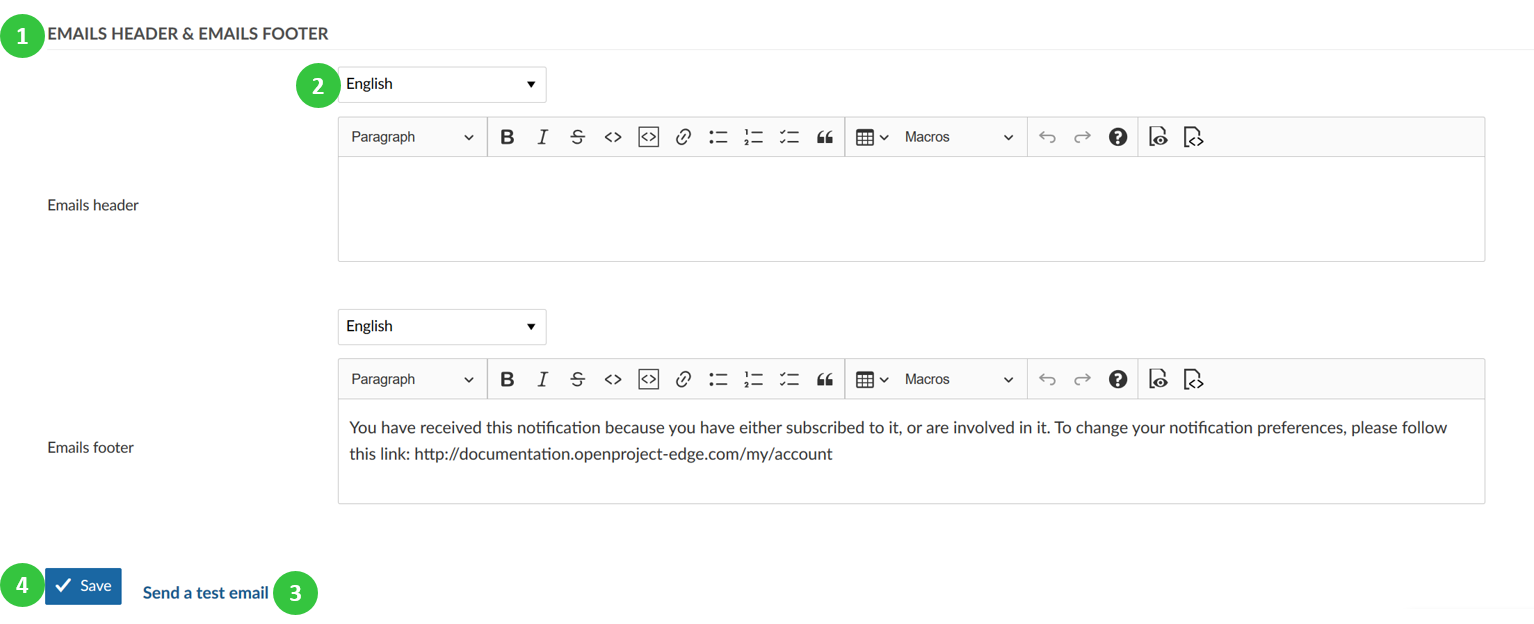 1 EMAILS HEADER & EMAILS FOOTER
2 English
Paragraph Macros
Emails header
English
Paragraph Macros
You have received this notification because you have either subscribed to it, or are involved in it. To change your notification preferences, please follow
this link: http://documentation.openproject-edge.com/my/account
Emails footer
4 Save Send a test email 3